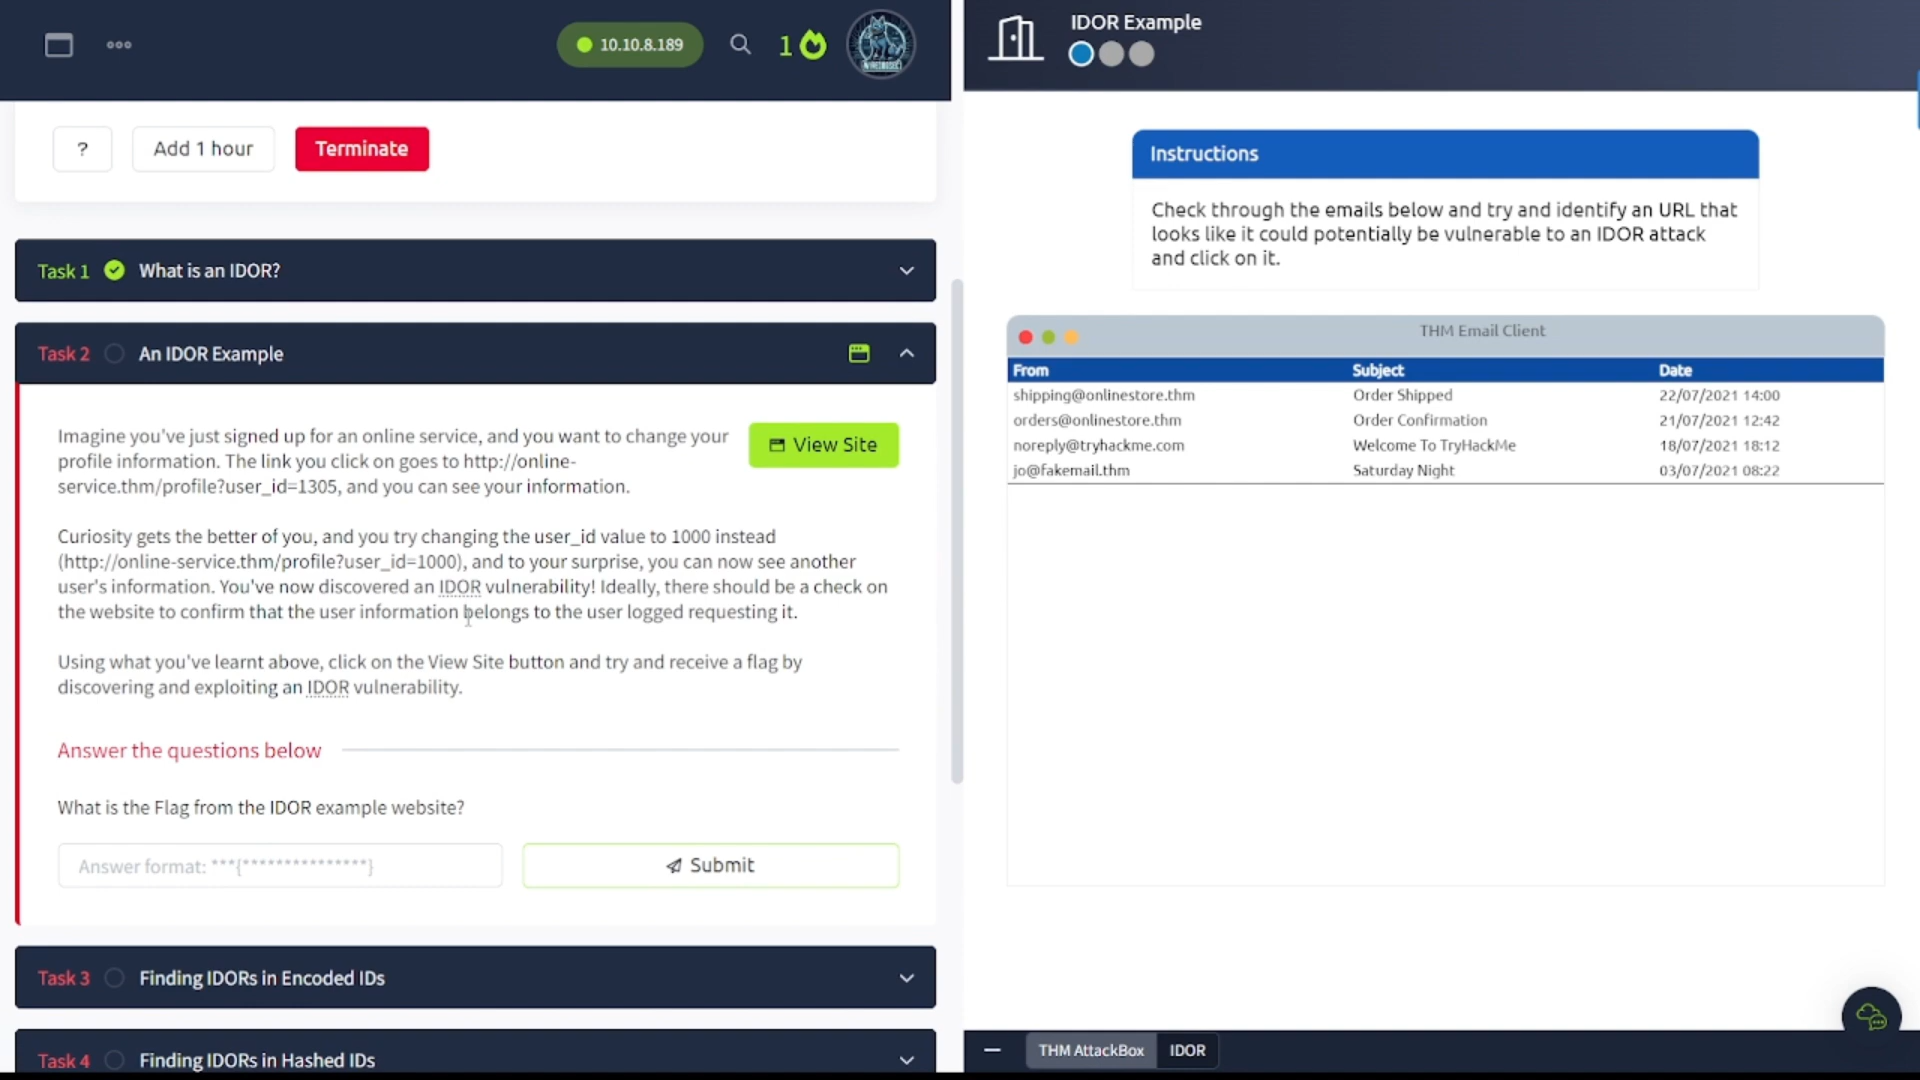 10.10.8.189
1
? Add 1 hour Terminate
Task 1 What is an IDOR?
Task 2 An IDOR Example
Imagine you've just signed up for an online service, and you want to change your
profile information. The link you click on goes to http://online-
service.thm/profile?user_id=1305, and you can see your information.
View Site
Curiosity gets the better of you, and you try changing the user_id value to 1000 instead
(http://online-service.thm/profile?user_id=1000), and to your surprise, you can now see another
user's information. You've now discovered an IDOR vulnerability! Ideally, there should be a check on
the website to confirm that the user information belongs to the user logged requesting it.
Using what you've learnt above, click on the View Site button and try and receive a flag by
discovering and exploiting an IDOR vulnerability.
Answer the questions below
What is the Flag from the IDOR example website?
Answer format: ***{***************}
Submit
Task 3 Finding IDORs in Encoded IDs
Task 4 Finding IDORs in Hashed IDs
IDOR Example
Instructions
Check through the emails below and try and identify an URL that
looks like it could potentially be vulnerable to an IDOR attack
and click on it.
THM Email Client
From Subject Date
shipping@onlinestore.thm Order Shipped 22/07/2021 14:00
orders@onlinestore.thm Order Confirmation 21/07/2021 12:42
noreply@tryhackme.com Welcome To TryHackMe 18/07/2021 18:12
jo@fakemail.thm Saturday Night 03/07/2021 08:22
THM AttackBox IDOR